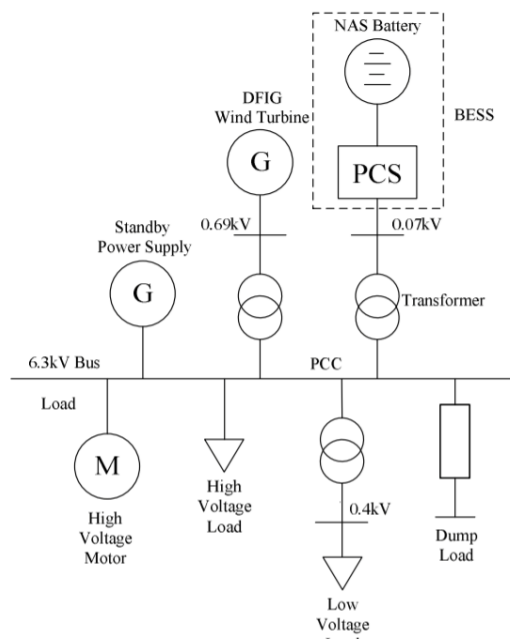 NAS Battery
DFIG
Wind Turbine
BESS
G
PCS
0.69kV
0.07kV
Standby
Power Supply
G
Transformer
6.3kV Bus
PCC
Load
M
High
Voltage
Motor
High
Voltage
Load
0.4kV
Dump
Load
Low
Voltage